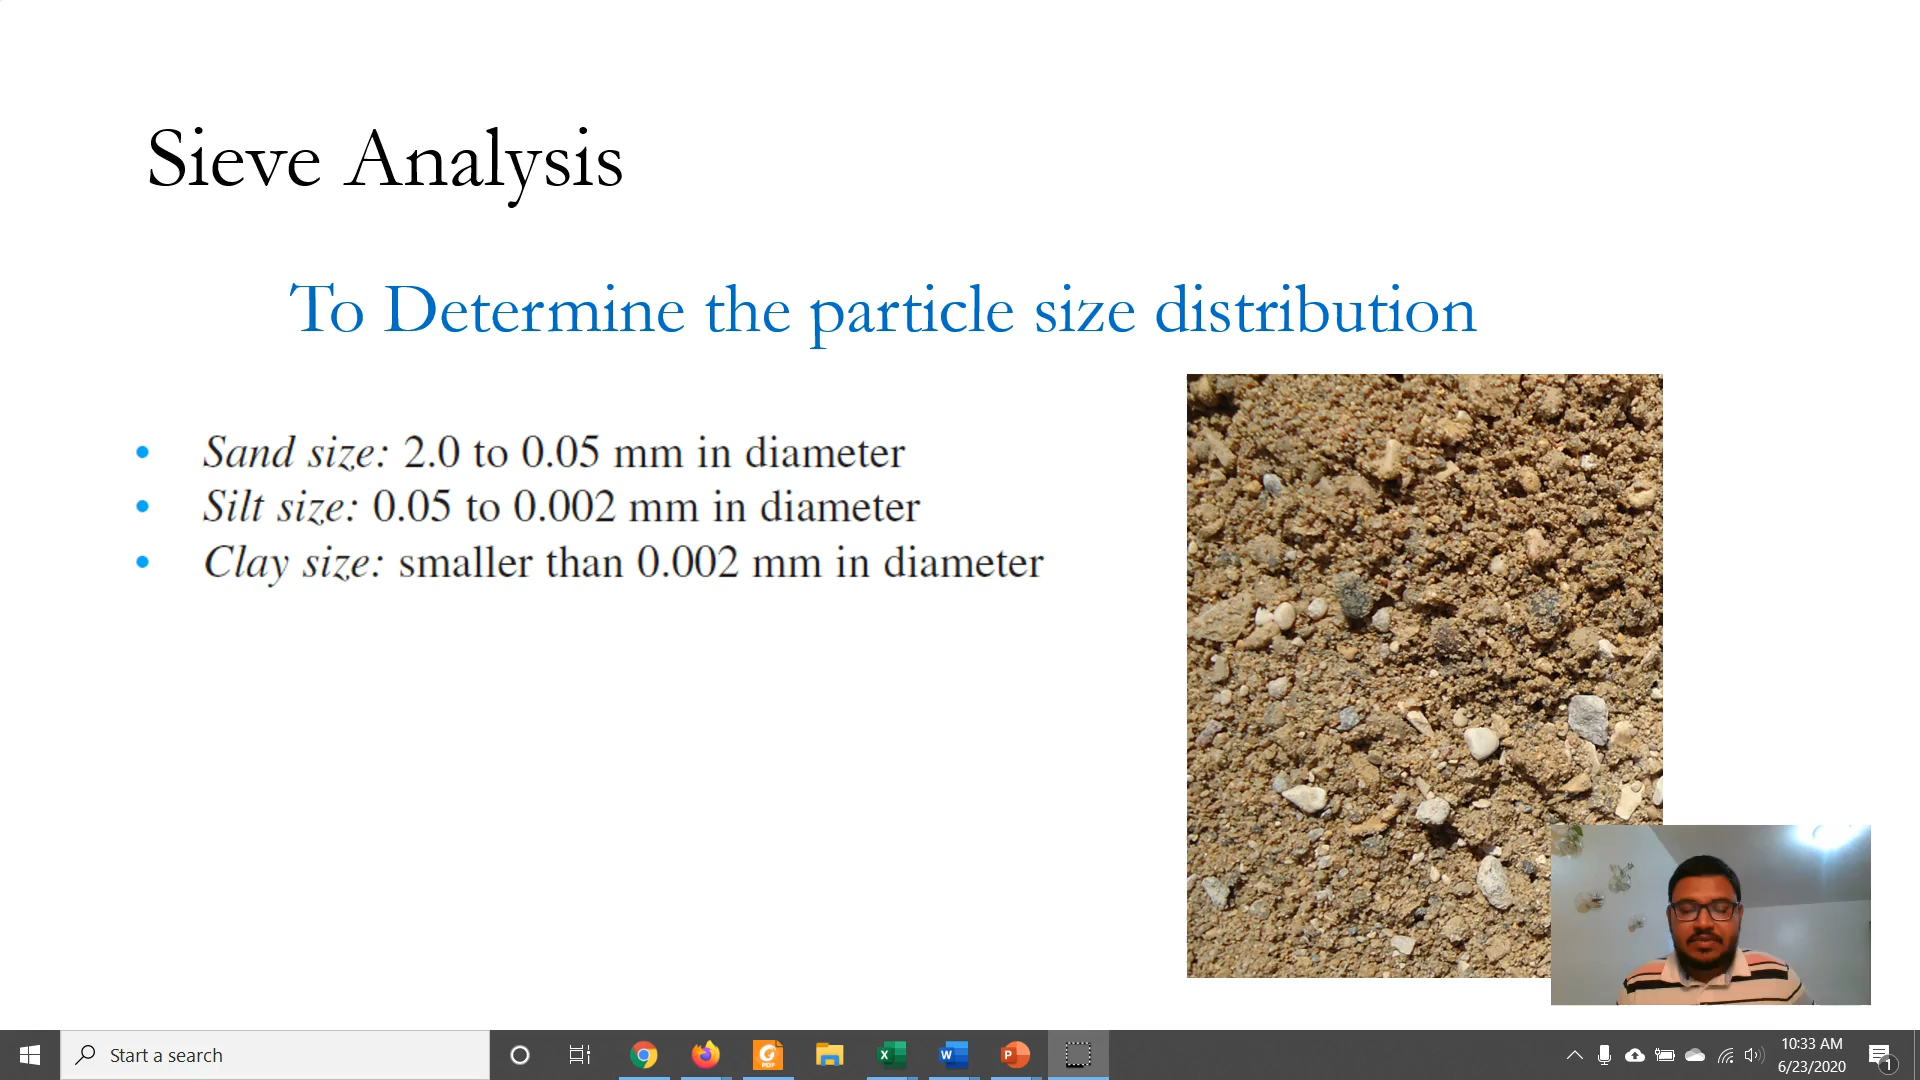 Sieve Analysis
To Determine the particle size distribution
• Sand size: 2.0 to 0.05 mm in diameter
• Silt size: 0.05 to 0.002 mm in diameter
• Clay size: smaller than 0.002 mm in diameter
Start a search
10:33 AM
6/23/2020
1